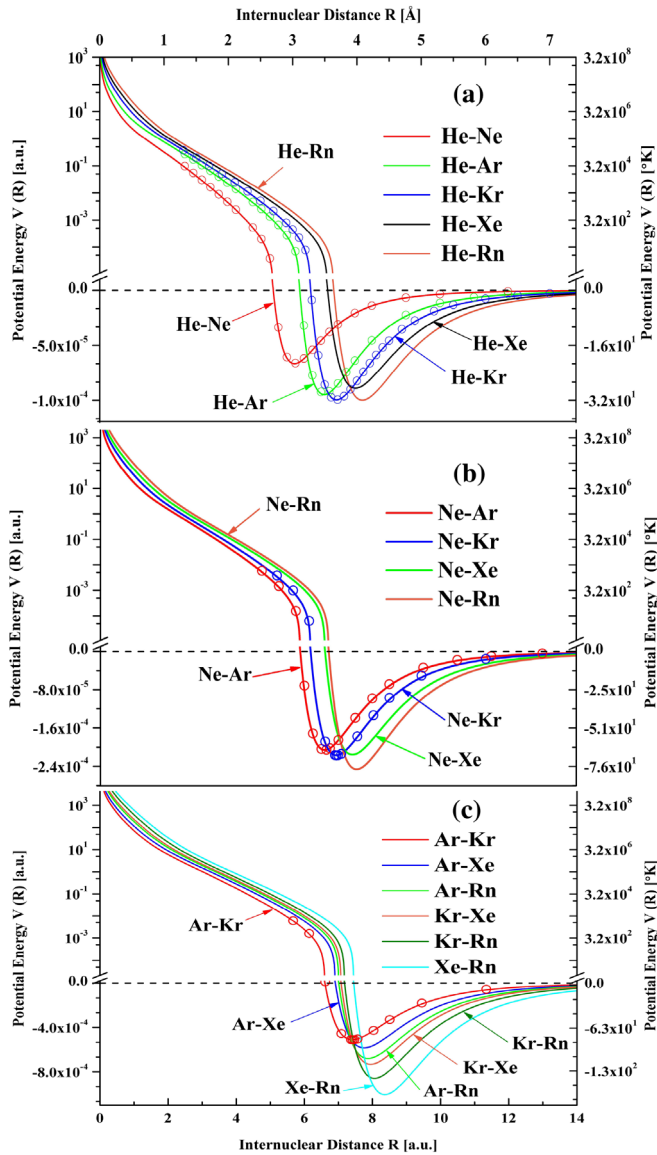 Internuclear Distance R [Å]
0 1 2 3 4 5 6 7
(a)
10³ 3.2x10⁸
10¹ 3.2x10⁶
10⁻¹ 3.2x10⁴
10⁻³ 3.2x10²
0.0 0.0
-5.0x10⁻⁵ -1.6x10¹
-1.0x10⁻⁴ -3.2x10¹
Potential Energy V (R) [a.u.]
Potential Energy V (R) [a.u.]
Potential Energy V (R) [°K]
He-Ne
He-Ar
He-Kr
He-Xe
He-Rn
He-Rn
He-Ne
He-Xe
He-Kr
He-Ar
(b)
10³ 3.2x10⁸
10¹ 3.2x10⁶
10⁻¹ 3.2x10⁴
10⁻³ 3.2x10²
0.0 0.0
-8.0x10⁻⁵ -2.5x10¹
-1.6x10⁻⁴ -5.1x10¹
-2.4x10⁻⁴ -7.6x10¹
Potential Energy V (R) [a.u.]
Potential Energy V (R) [°K]
Ne-Ar
Ne-Kr
Ne-Xe
Ne-Rn
Ne-Rn
Ne-Ar
Ne-Kr
Ne-Xe
(c)
10³ 3.2x10⁸
10¹ 3.2x10⁶
10⁻¹ 3.2x10⁴
10⁻³ 3.2x10²
0.0 0.0
-4.0x10⁻⁴ -6.3x10¹
-8.0x10⁻⁴ -1.3x10²
Potential Energy V (R) [a.u.]
Potential Energy V (R) [°K]
Ar-Kr
Ar-Xe
Ar-Rn
Kr-Xe
Kr-Rn
Xe-Rn
Ar-Kr
Ar-Xe
Kr-Rn
Kr-Xe
Xe-Rn
Ar-Rn
0 2 4 6 8 10 12 14
Internuclear Distance R [a.u.]